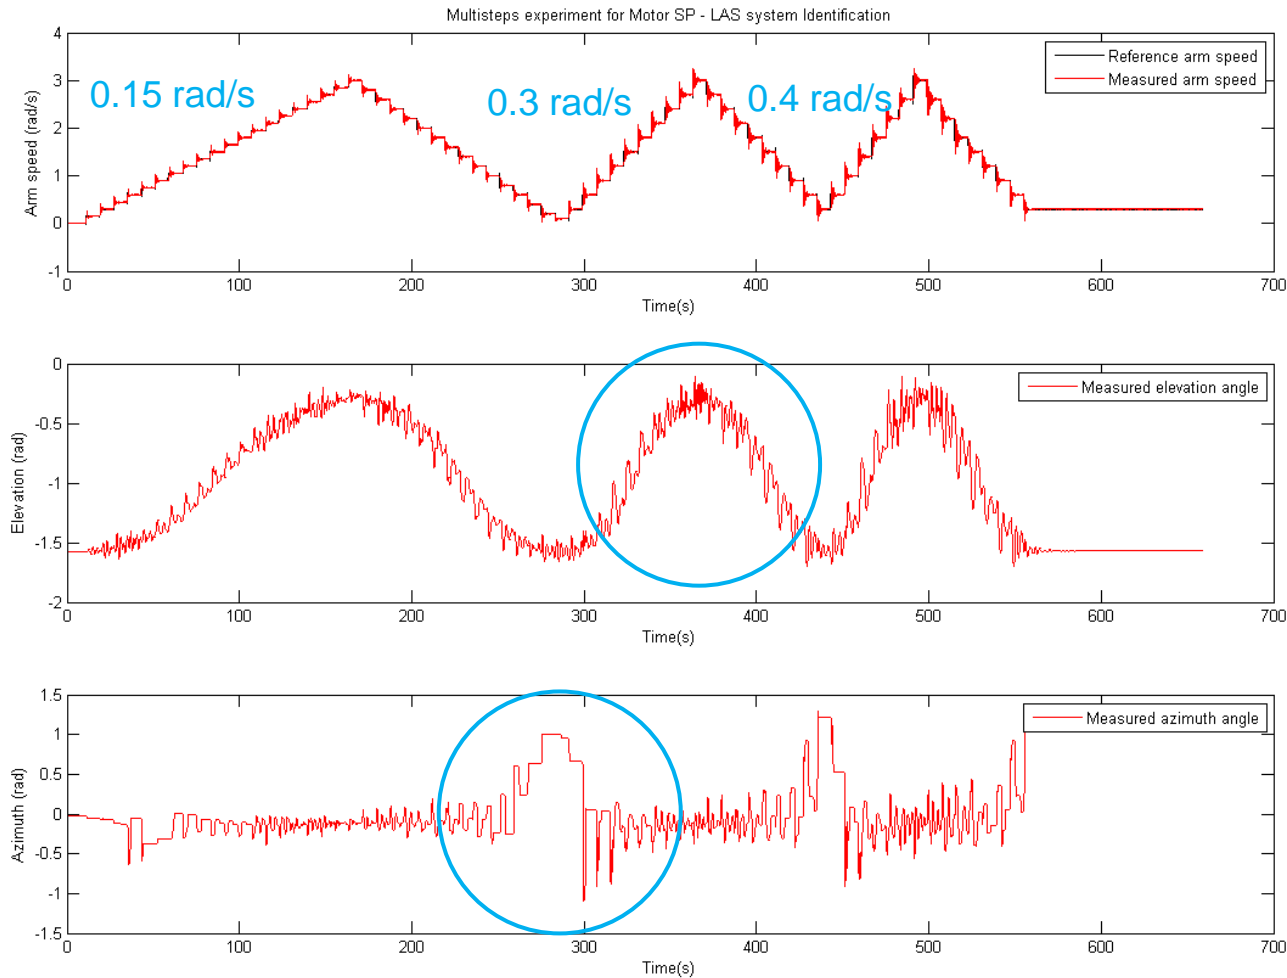 Multisteps experiment for Motor SP - LAS system Identification
4
3
2
1
0
-1
Arm speed (rad/s)
0.15 rad/s
0.3 rad/s
0.4 rad/s
Reference arm speed
Measured arm speed
0 100 200 300 400 500 600 700
Time(s)
0
-0.5
-1
-1.5
-2
Elevation (rad)
Measured elevation angle
0 100 200 300 400 500 600 700
Time(s)
1.5
1
0.5
0
-0.5
-1
-1.5
Azimuth (rad)
Measured azimuth angle
0 100 200 300 400 500 600 700
Time(s)